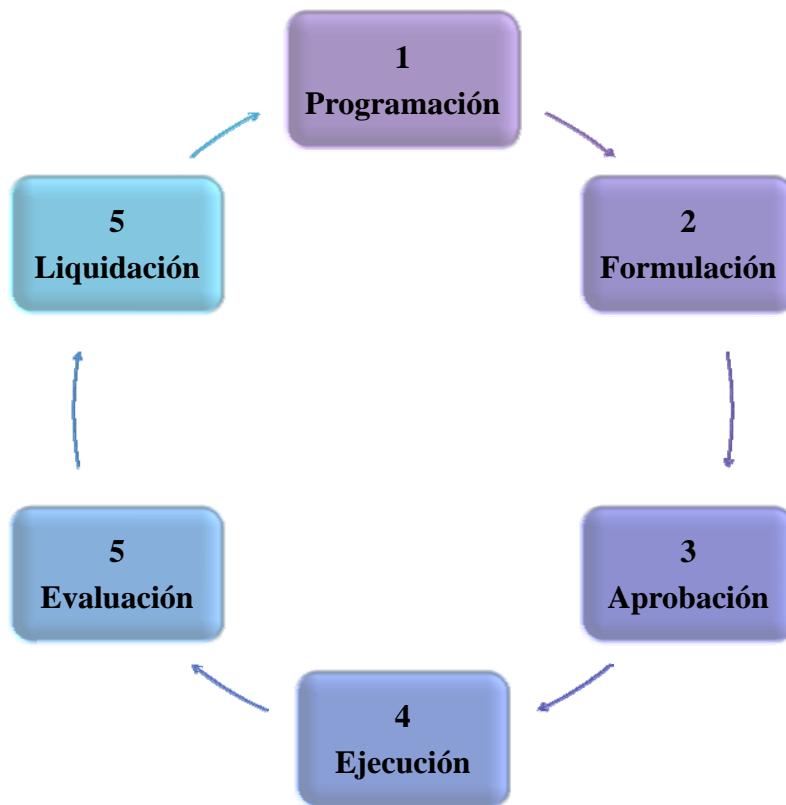 1
Programación
2
Formulación
3
Aprobación
4
Ejecución
5
Evaluación
5
Liquidación